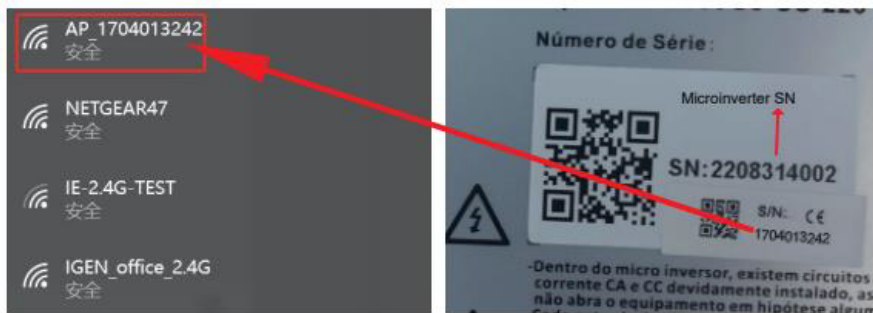 AP_1704013242
安全
NETGEAR47
安全
IE-2.4G-TEST
安全
IGEN_office_2.4G
安全
Número de Série:
Microinverter SN
SN:2208314002
S/N: CE
1704013242
-Dentro do micro inversor, existem circuitos
corrente CA e CC devidamente instalado, as
não abra o equipamento em hipótese algum